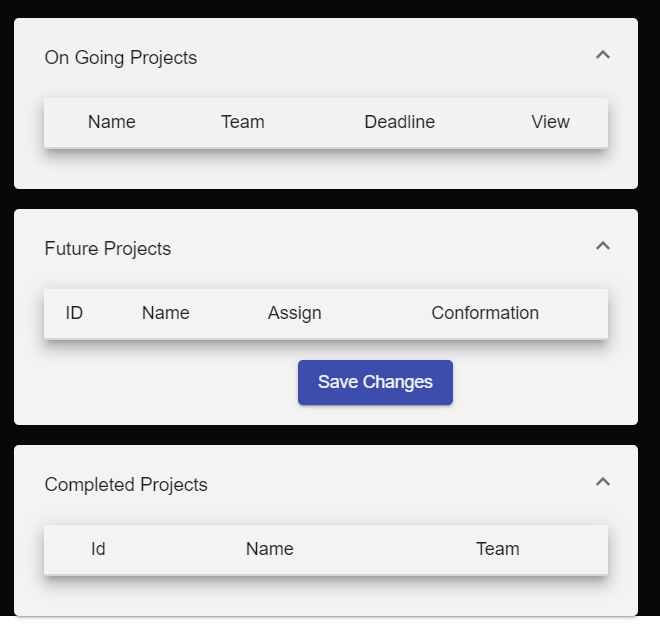 On Going Projects
Name Team Deadline View
Future Projects
ID Name Assign Conformation
Save Changes
Completed Projects
Id Name Team